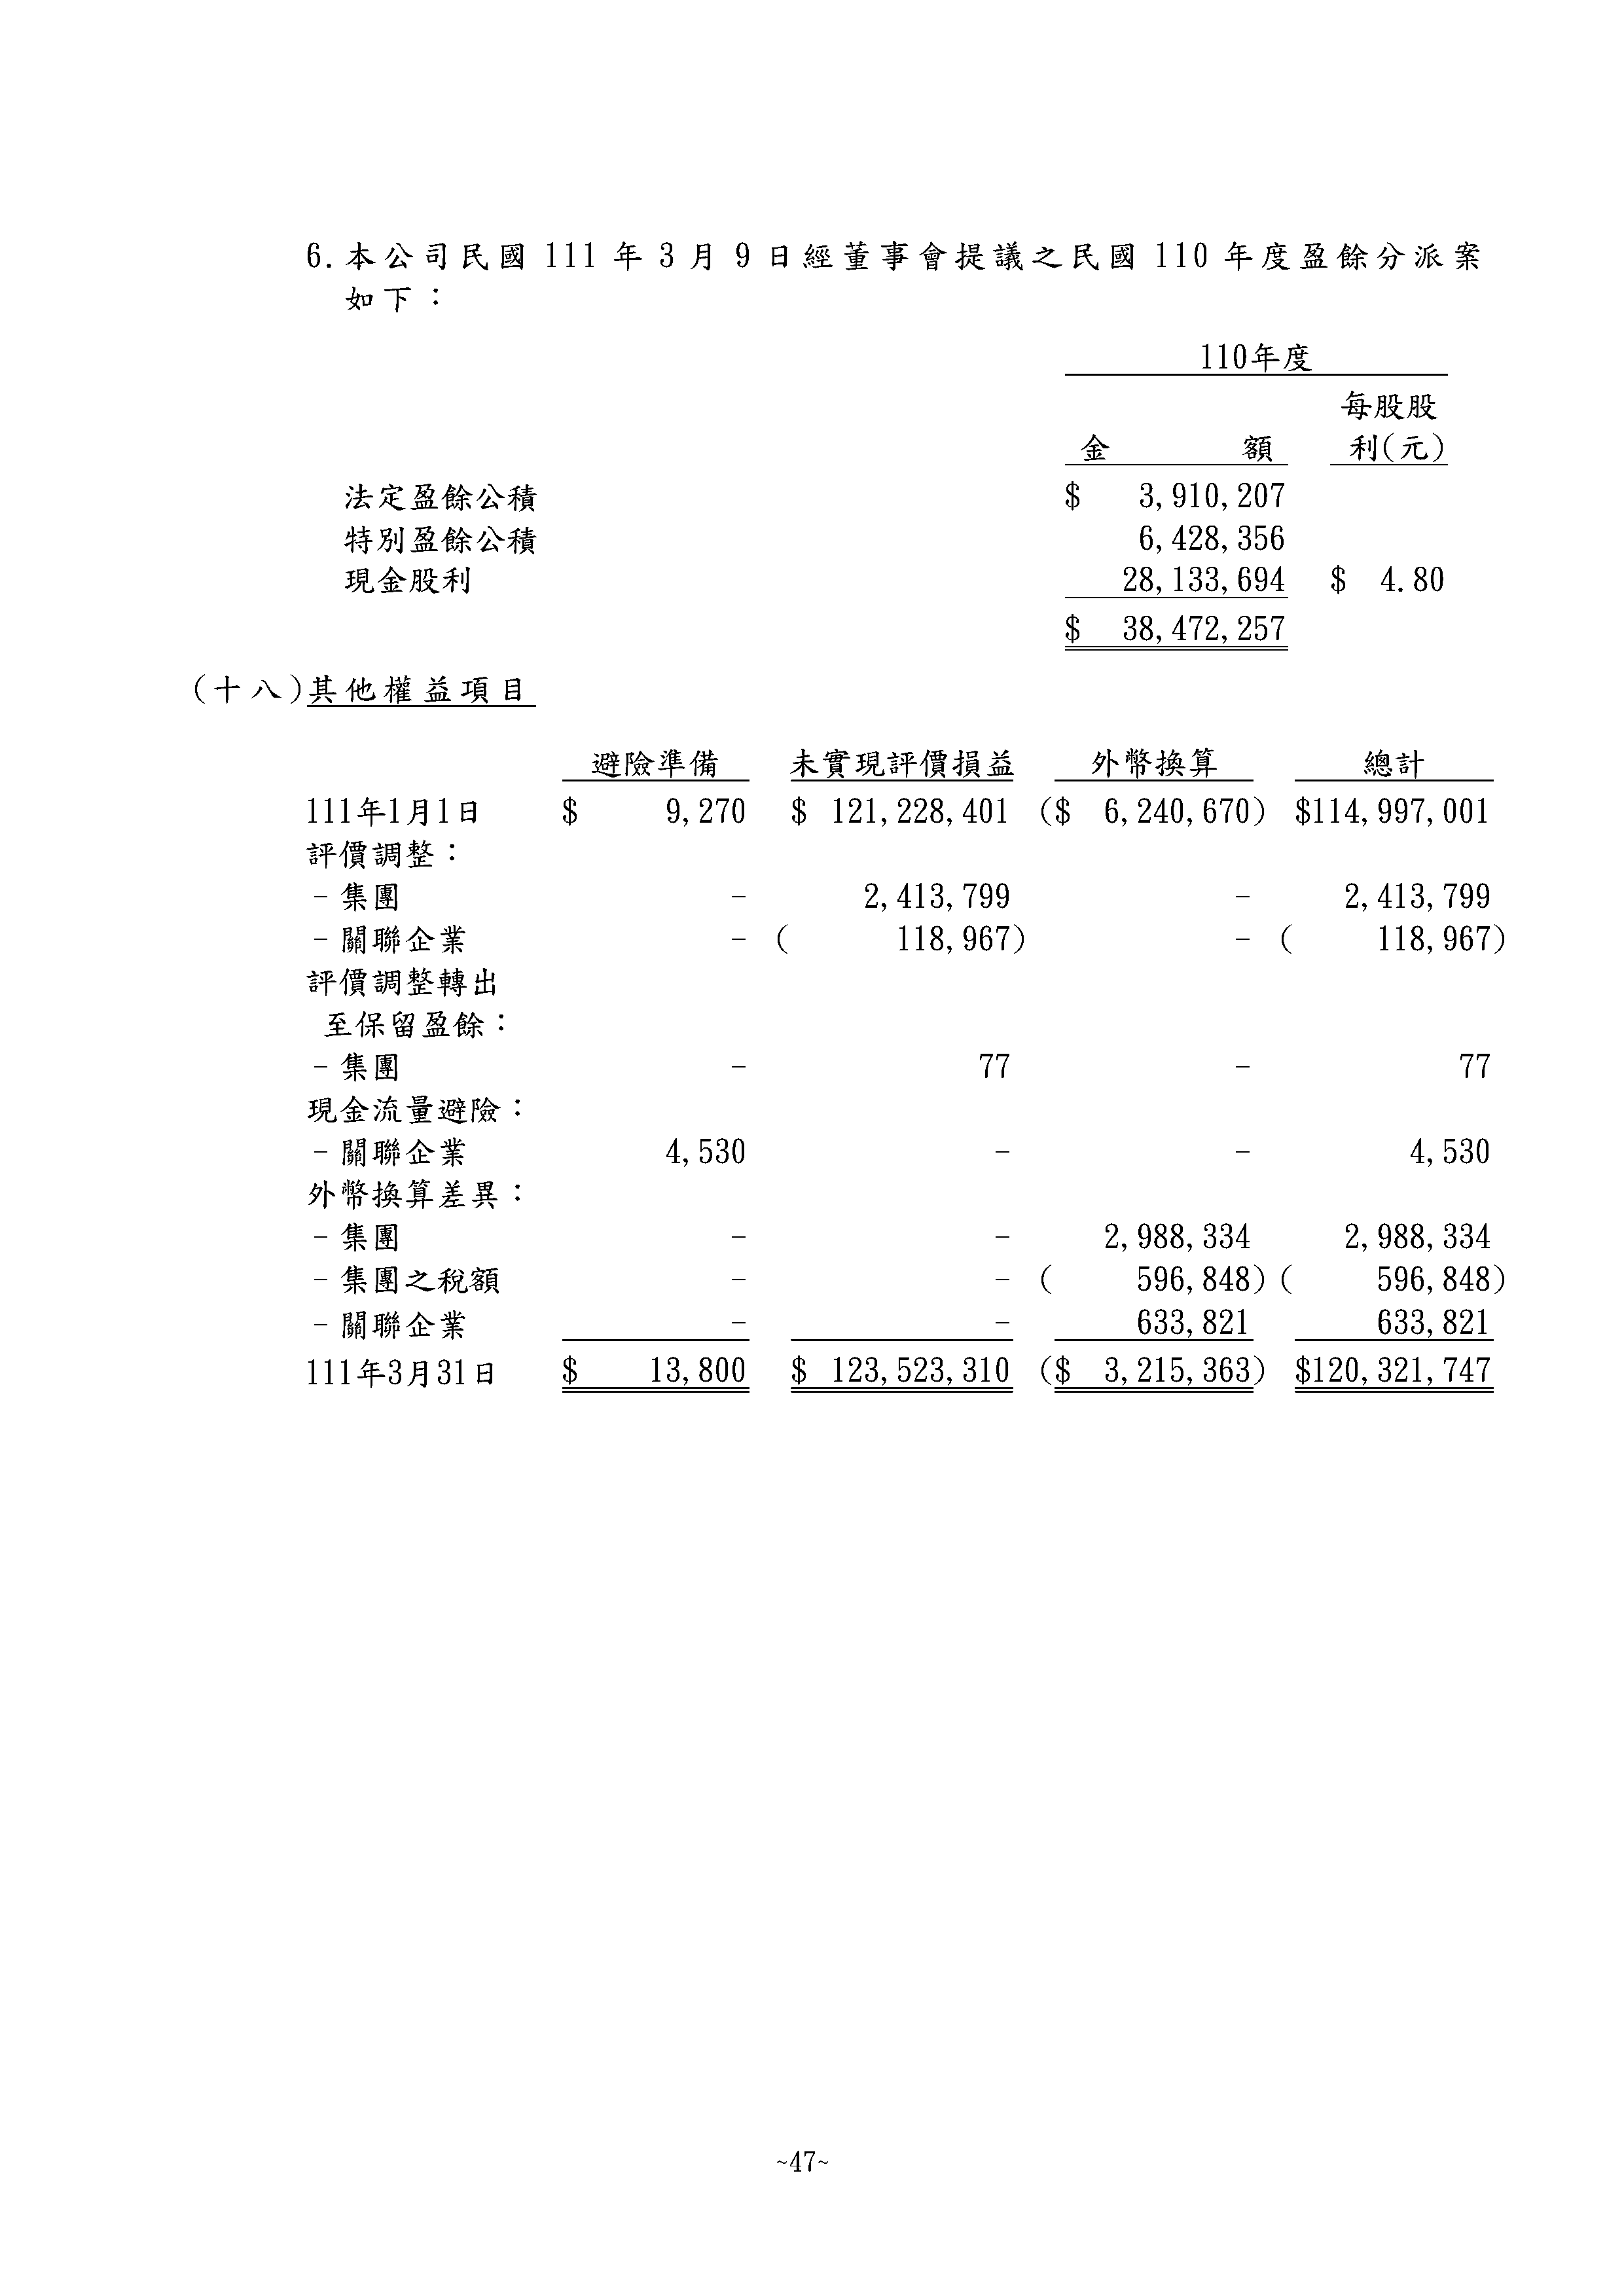 6.本公司民國 111 年 3 月 9 日經董事會提議之民國 110 年度盈餘分派案
如下：
110年度
每股股
金 額 利(元)
法定盈餘公積 $ 3,910,207
特別盈餘公積 6,428,356
現金股利 28,133,694 $ 4.80
$ 38,472,257
(十八)其他權益項目
避險準備 未實現評價損益 外幣換算 總計
111年1月1日 $ 9,270 $ 121,228,401 ($ 6,240,670) $114,997,001
評價調整：
–集團 – 2,413,799 – 2,413,799
–關聯企業 – ( 118,967) – ( 118,967)
評價調整轉出
至保留盈餘：
–集團 – 77 – 77
現金流量避險：
–關聯企業 4,530 – – 4,530
外幣換算差異：
–集團 – – 2,988,334 2,988,334
–集團之稅額 – – ( 596,848) ( 596,848)
–關聯企業 – – 633,821 633,821
111年3月31日 $ 13,800 $ 123,523,310 ($ 3,215,363) $120,321,747
~47~